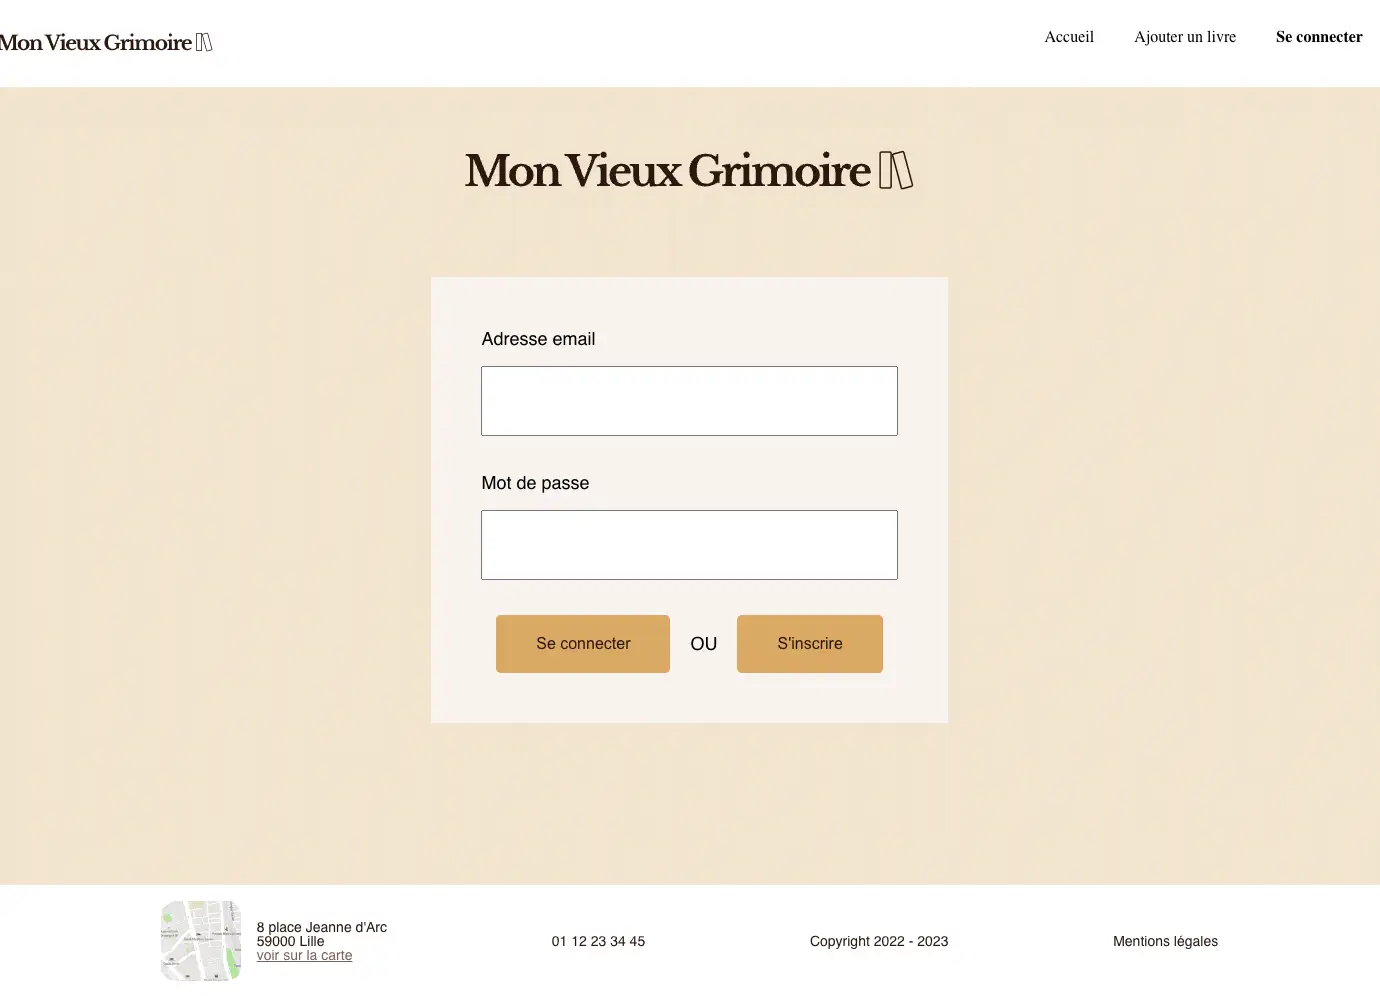 Mon Vieux Grimoire
Accueil
Ajouter un livre
Se connecter
Mon Vieux Grimoire
Adresse email
Mot de passe
Se connecter
OU
S'inscrire
8 place Jeanne d'Arc
59000 Lille
voir sur la carte
01 12 23 34 45
Copyright 2022 - 2023
Mentions légales